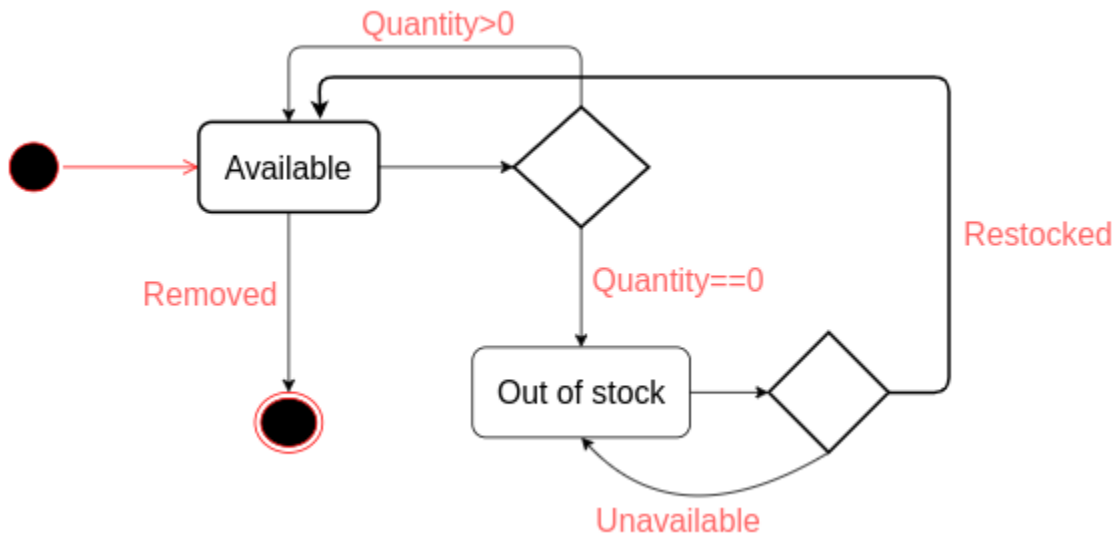 Quantity>0
Available
Restocked
Removed
Quantity==0
Out of stock
Unavailable